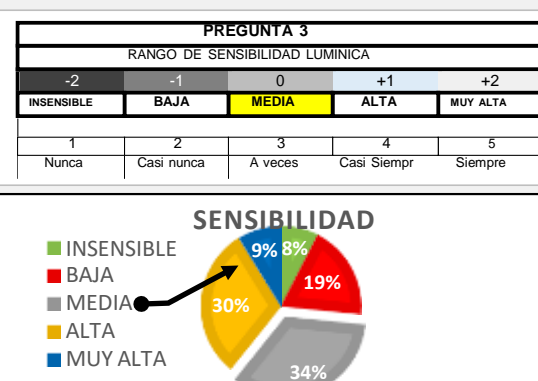 PREGUNTA 3
RANGO DE SENSIBILIDAD LUMINICA
-2 -1 0 +1 +2
INSENSIBLE BAJA MEDIA ALTA MUY ALTA
1 2 3 4 5
Nunca Casi nunca A veces Casi Siempr Siempre
SENSIBILIDAD
INSENSIBLE
BAJA
MEDIA
ALTA
MUY ALTA
9% 8%
19%
30%
34%